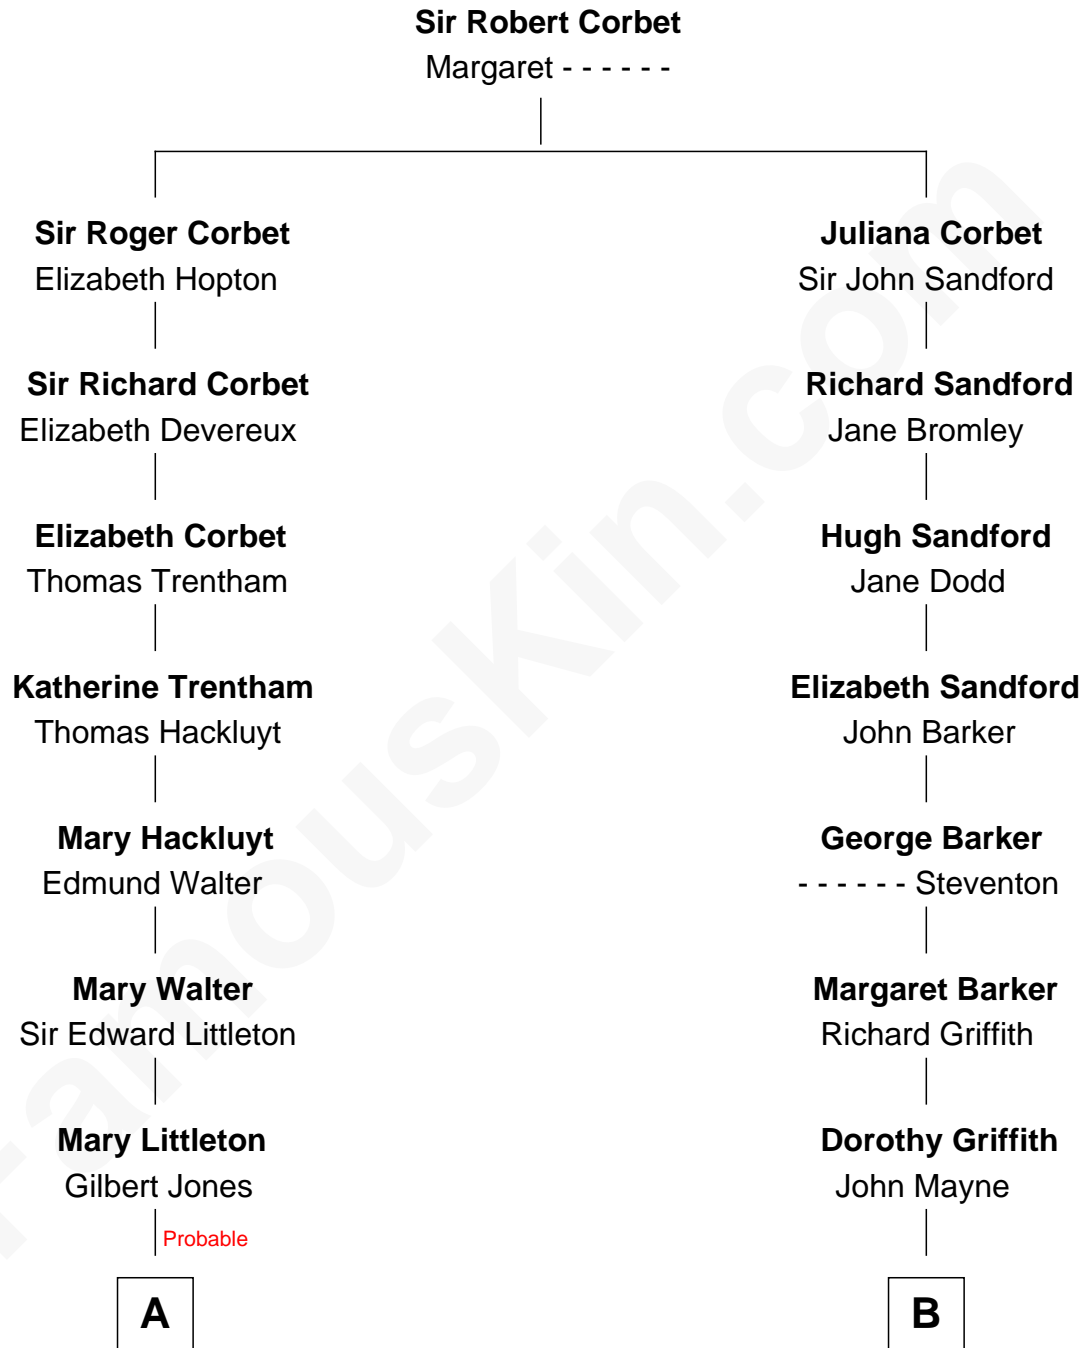 Sir Robert Corbet
Margaret - - - - - -
Sir Roger Corbet
Elizabeth Hopton
Juliana Corbet
Sir John Sandford
Sir Richard Corbet
Elizabeth Devereux
Richard Sandford
Jane Bromley
Elizabeth Corbet
Thomas Trentham
Hugh Sandford
Jane Dodd
Katherine Trentham
Thomas Hackluyt
Elizabeth Sandford
John Barker
Mary Hackluyt
Edmund Walter
George Barker
- - - - - - Steventon
Mary Walter
Sir Edward Littleton
Margaret Barker
Richard Griffith
Mary Littleton
Gilbert Jones
Dorothy Griffith
John Mayne
Probable
A
B
FamousKin.com